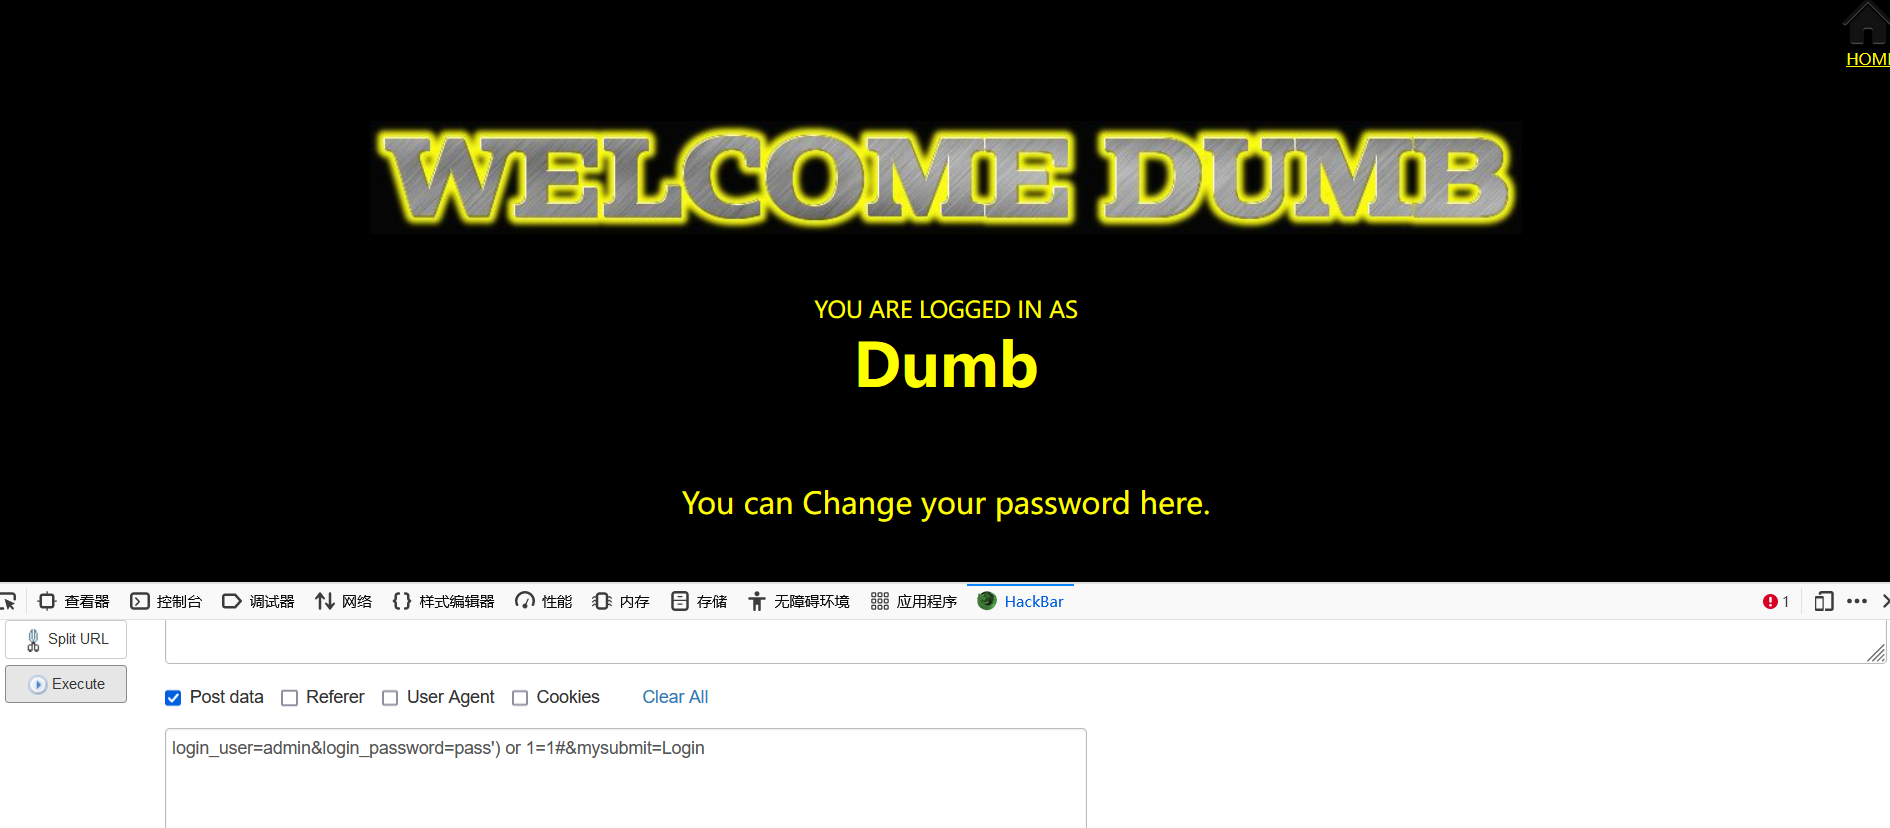 HOME
WELCOME DUMB
YOU ARE LOGGED IN AS
Dumb
You can Change your password here.
查看器 控制台 调试器 网络 样式编辑器 性能 内存 存储 无障碍环境 应用程序 HackBar 1
Split URL
Execute
Post data Referer User Agent Cookies Clear All
login_user=admin&login_password=pass') or 1=1#&mysubmit=Login